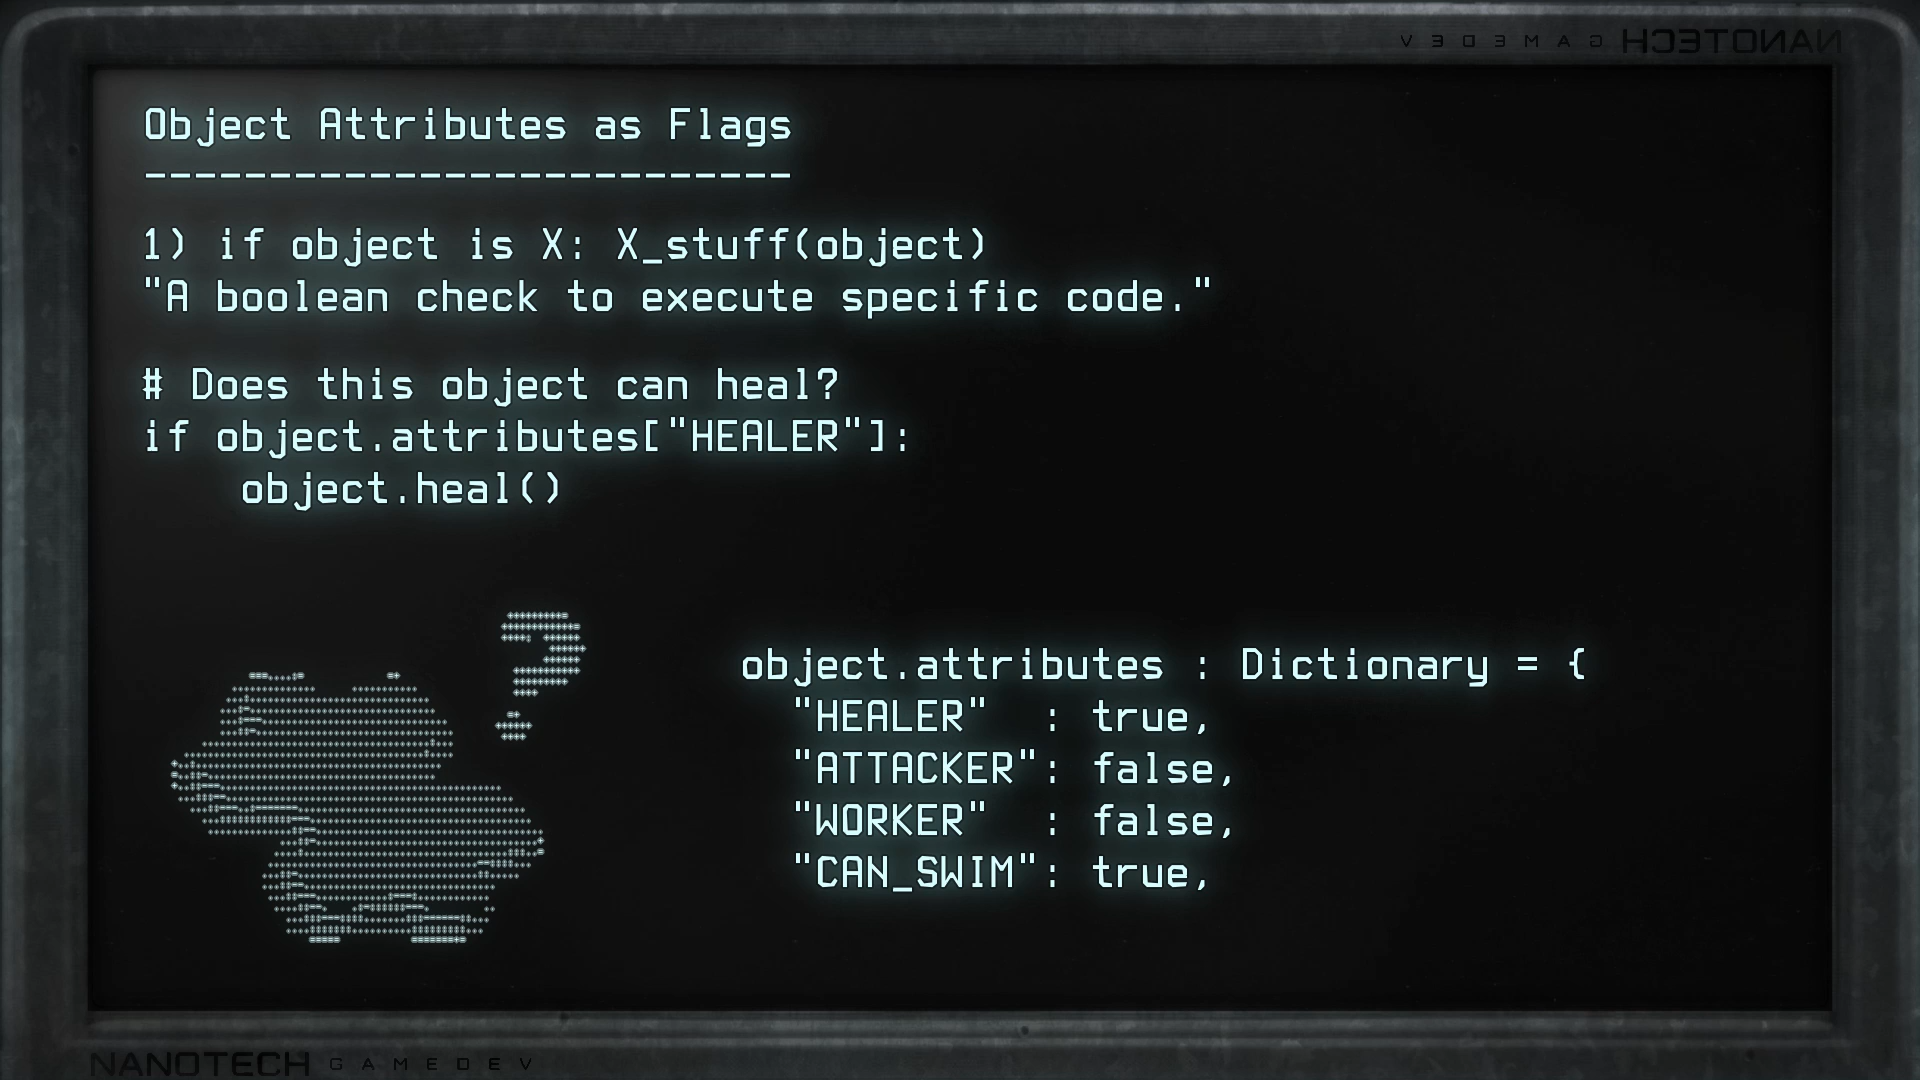 NANOTECH GAMEDEV
Object Attributes as Flags
--------------------------
1) if object is X: X_stuff(object)
"A boolean check to execute specific code."
# Does this object can heal?
if object.attributes["HEALER"]:
    object.heal()
?
object.attributes : Dictionary = {
  "HEALER"  : true,
  "ATTACKER": false,
  "WORKER"  : false,
  "CAN_SWIM": true,
NANOTECH GAMEDEV